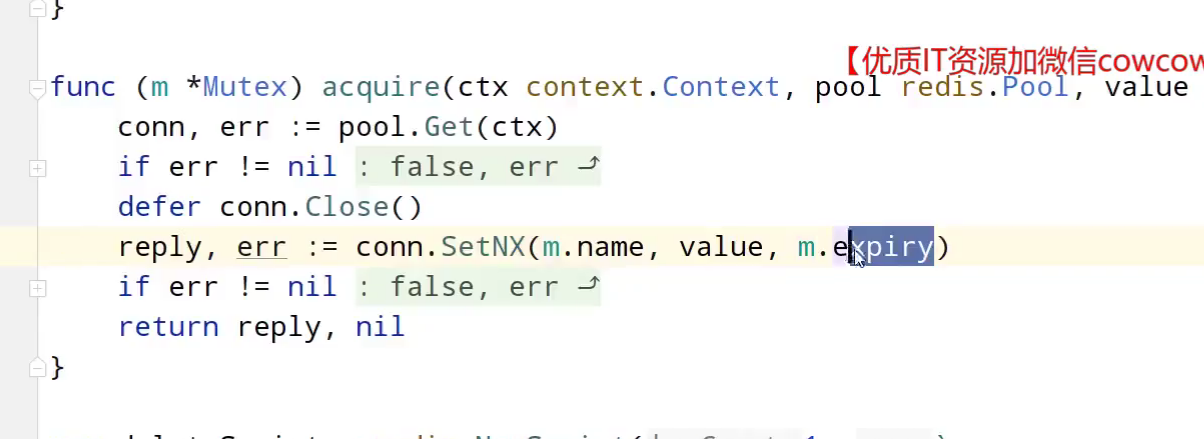 }
【优质IT资源加微信cowcow
func (m *Mutex) acquire(ctx context.Context, pool redis.Pool, value
conn, err := pool.Get(ctx)
if err != nil : false, err
defer conn.Close()
reply, err := conn.SetNX(m.name, value, m.expiry)
if err != nil : false, err
return reply, nil
}